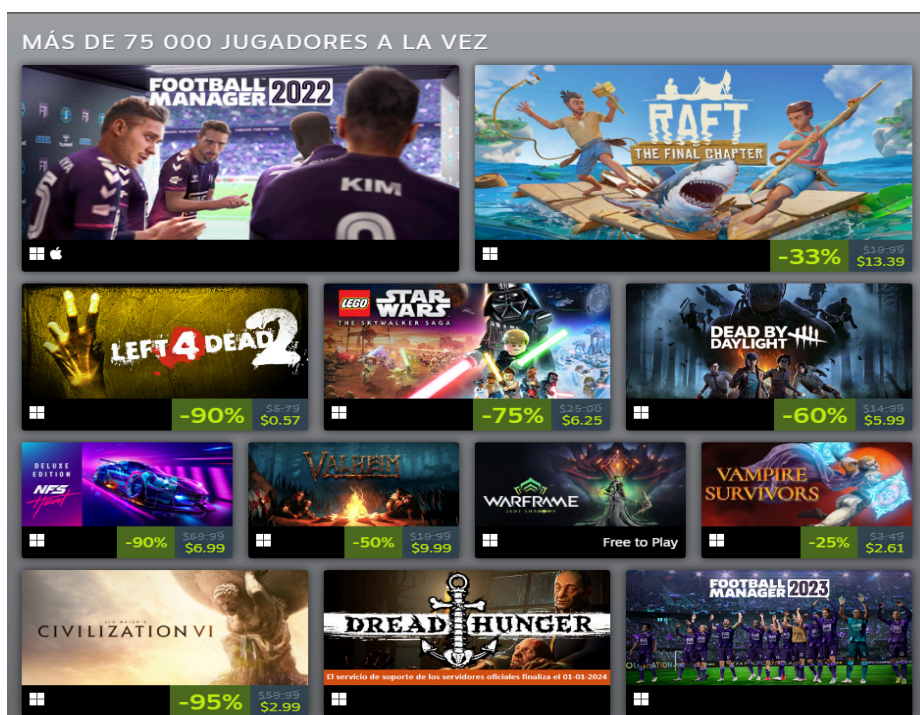 MÁS DE 75 000 JUGADORES A LA VEZ
FOOTBALL
MANAGER 2022
KIM
RAFT
THE FINAL CHAPTER
-33%
$19.99
$13.39
LEFT 4 DEAD 2
-90%
$5.79
$0.57
LEGO STAR WARS
THE SKYWALKER SAGA
-75%
$25.00
$6.25
DEAD BY
DAYLIGHT
-60%
$14.99
$5.99
DELUXE
EDITION
NFS
Heat
-90%
$69.99
$6.99
VALHEIM
-50%
$19.99
$9.99
WARFRAME
JADE SHADOWS
Free to Play
VAMPIRE
SURVIVORS
-25%
$3.49
$2.61
SID MEIER'S
CIVILIZATION VI
-95%
$59.99
$2.99
DREAD HUNGER
El servicio de soporte de los servidores oficiales finaliza el 01-01-2024
FOOTBALL
MANAGER 2023